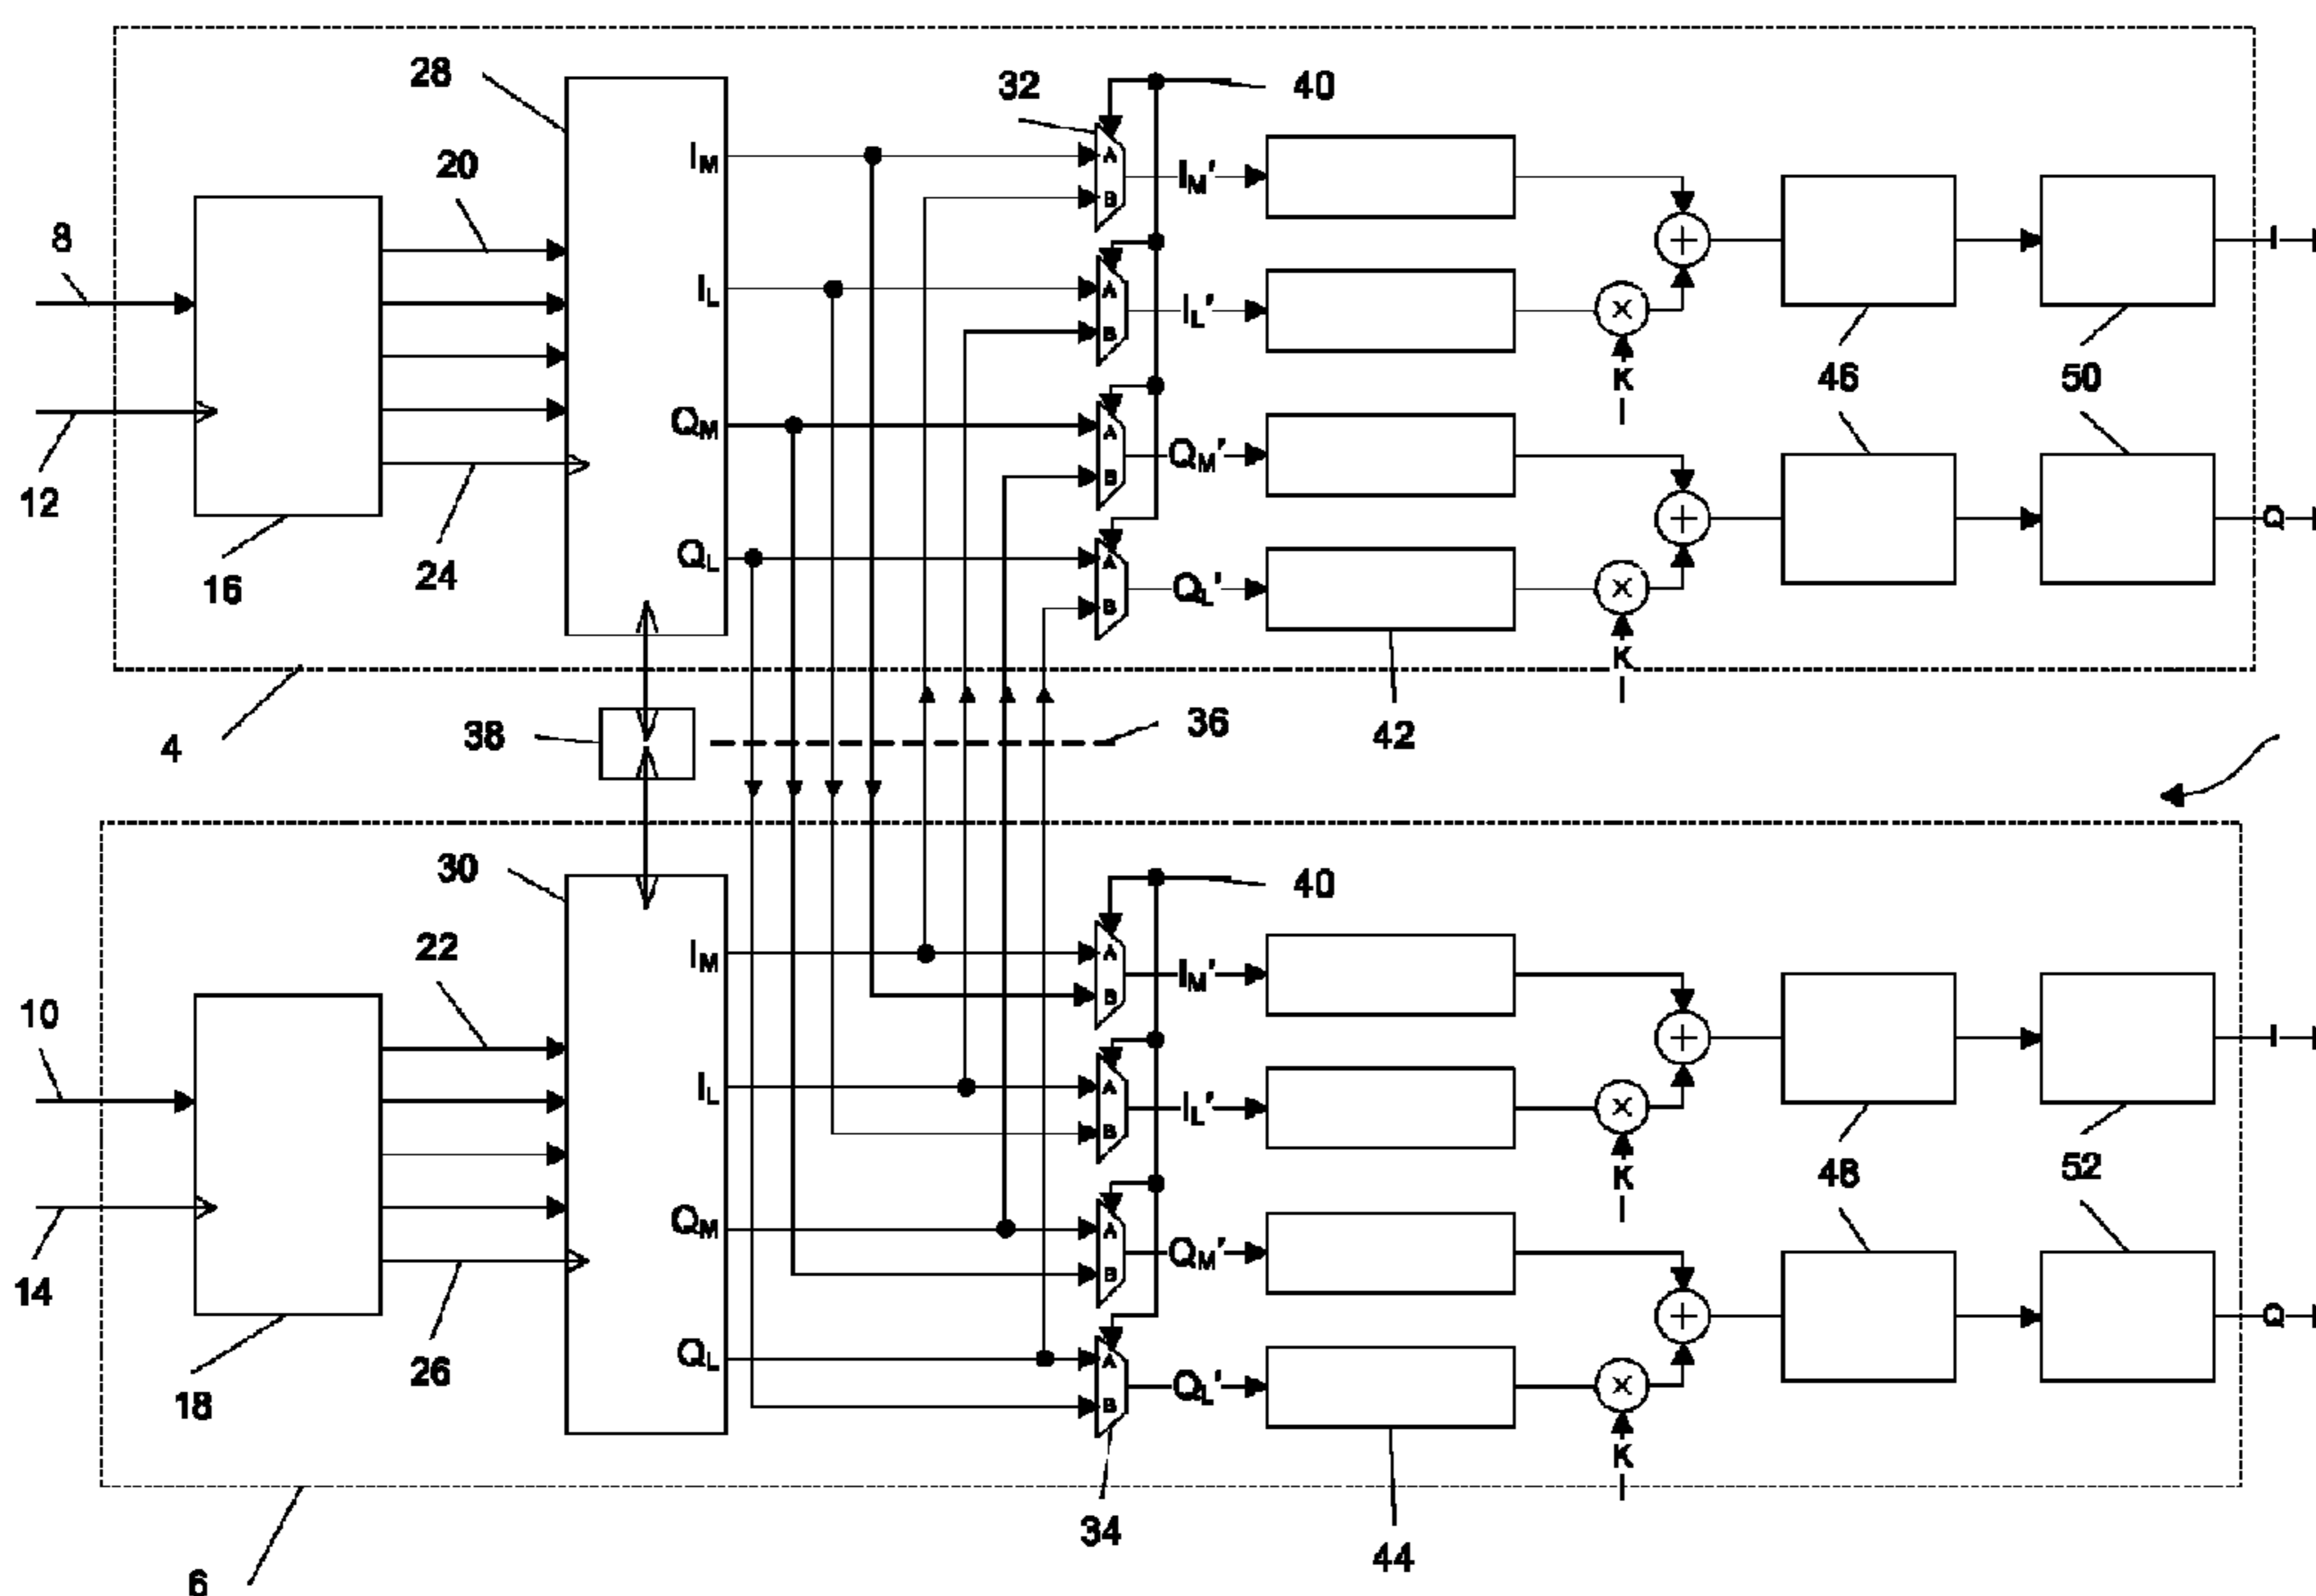 28
32
40
I_M
A
20
I_M'
B
8
I_L
A
I
I_L'
×
B
K
46
50
Q_M
A
Q_M'
B
12
Q
Q_L
A
24
16
Q_L'
×
B
K
4
38
36
42
30
40
22
I_M
A
I_M'
B
10
I_L
A
I
I_L'
×
B
K
48
52
Q_M
A
Q_M'
B
14
Q
Q_L
A
26
Q_L'
×
18
B
K
34
44
6